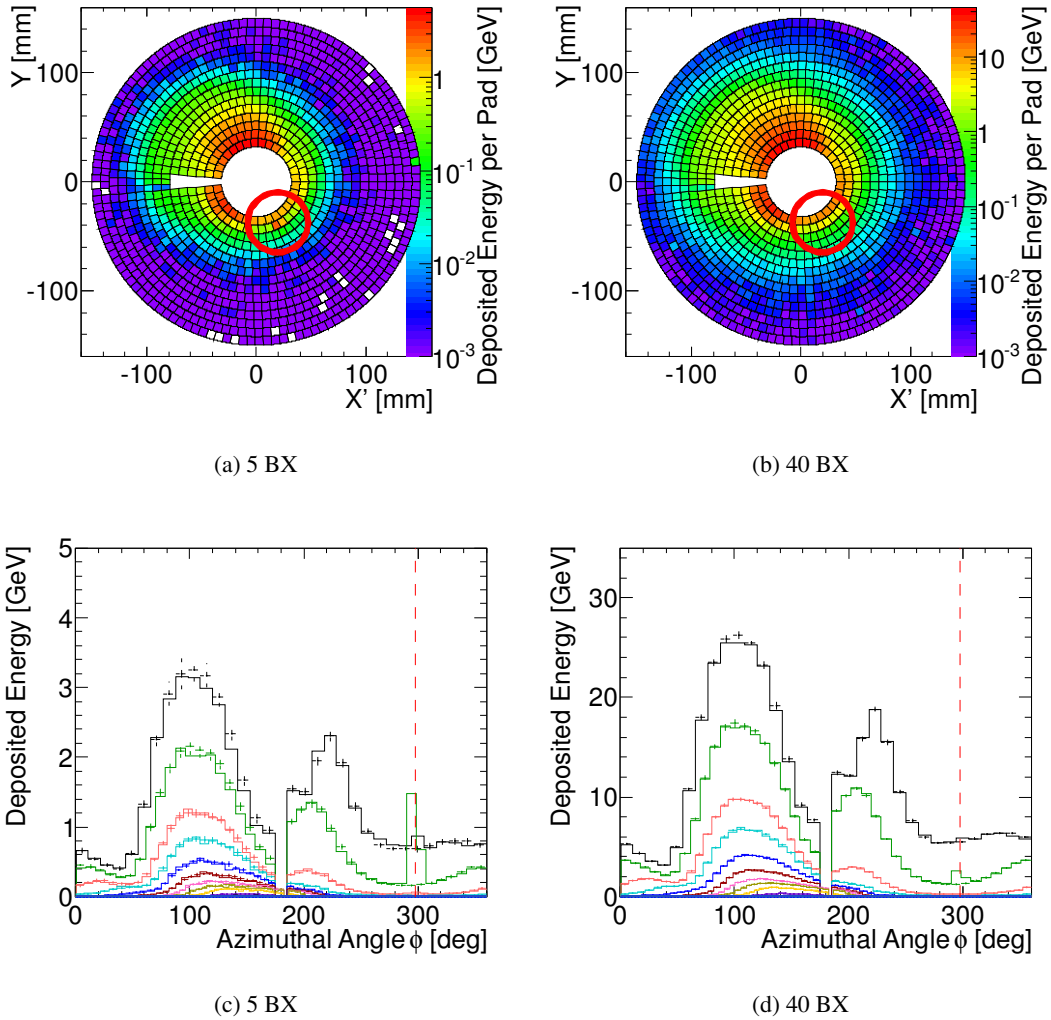 Y [mm]
100
0
-100
-100 0 100
X' [mm]
1
10-1
10-2
10-3
Deposited Energy per Pad [GeV]
(a) 5 BX
Y [mm]
100
0
-100
-100 0 100
X' [mm]
10
1
10-1
10-2
10-3
Deposited Energy per Pad [GeV]
(b) 40 BX
Deposited Energy [GeV]
5
4
3
2
1
0
0 100 200 300
Azimuthal Angle ϕ [deg]
(c) 5 BX
Deposited Energy [GeV]
30
20
10
0
0 100 200 300
Azimuthal Angle ϕ [deg]
(d) 40 BX